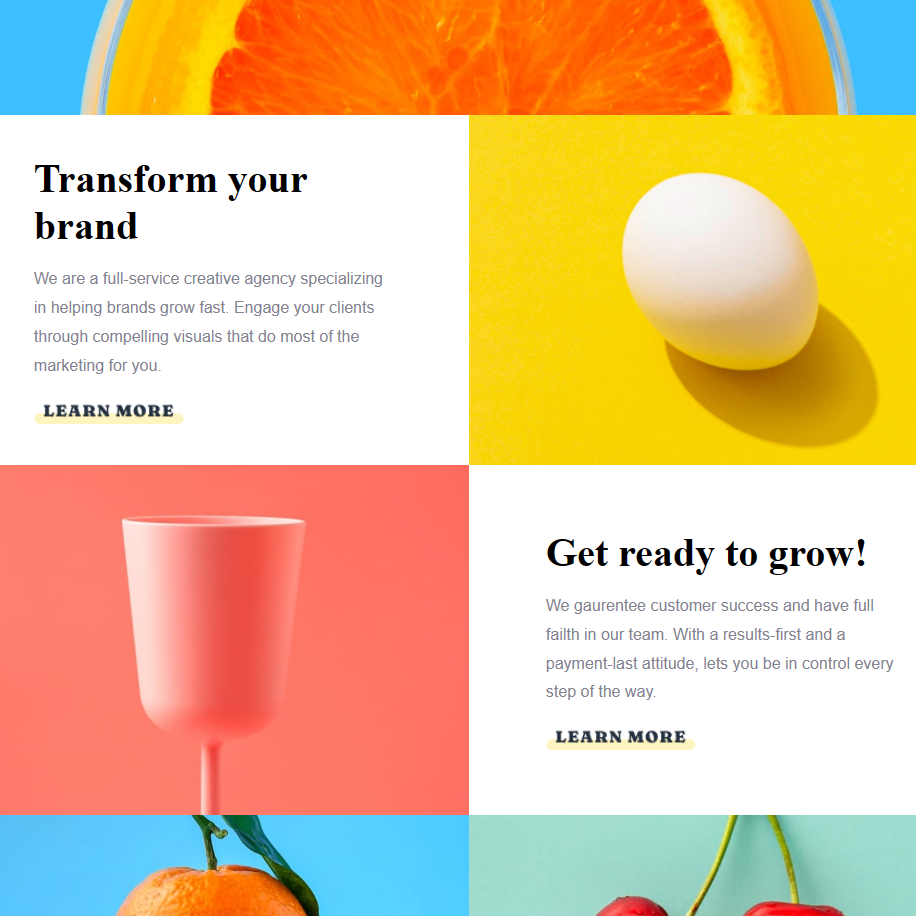 Transform your
brand
We are a full-service creative agency specializing
in helping brands grow fast. Engage your clients
through compelling visuals that do most of the
marketing for you.
LEARN MORE
Get ready to grow!
We gaurentee customer success and have full
failth in our team. With a results-first and a
payment-last attitude, lets you be in control every
step of the way.
LEARN MORE